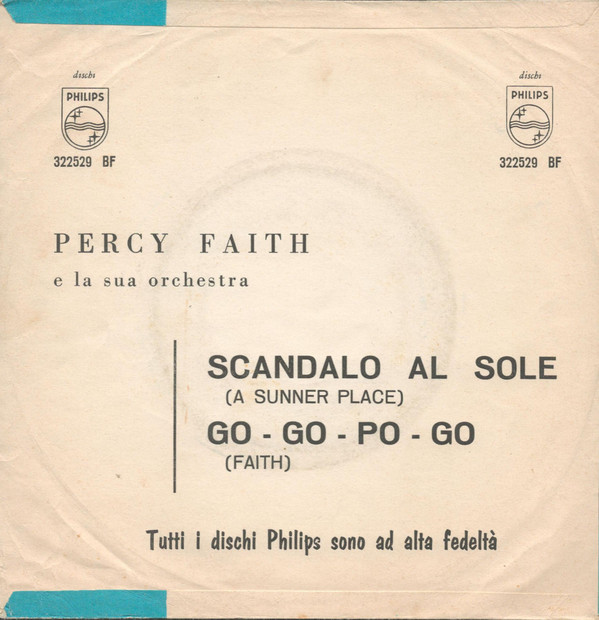 dischi
PHILIPS
322529 BF
dischi
PHILIPS
322529 BF
PERCY FAITH
e la sua orchestra
SCANDALO AL SOLE
(A SUNNER PLACE)
GO - GO - PO - GO
(FAITH)
Tutti i dischi Philips sono ad alta fedeltà